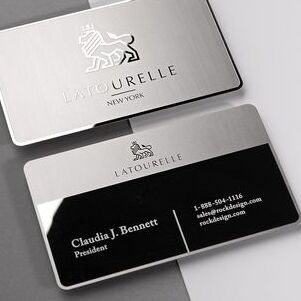 LATOURELLE
NEW YORK
LATOURELLE
Claudia J. Bennett
President
1-888-504-1116
sales@rockdesign.com
rockdesign.com